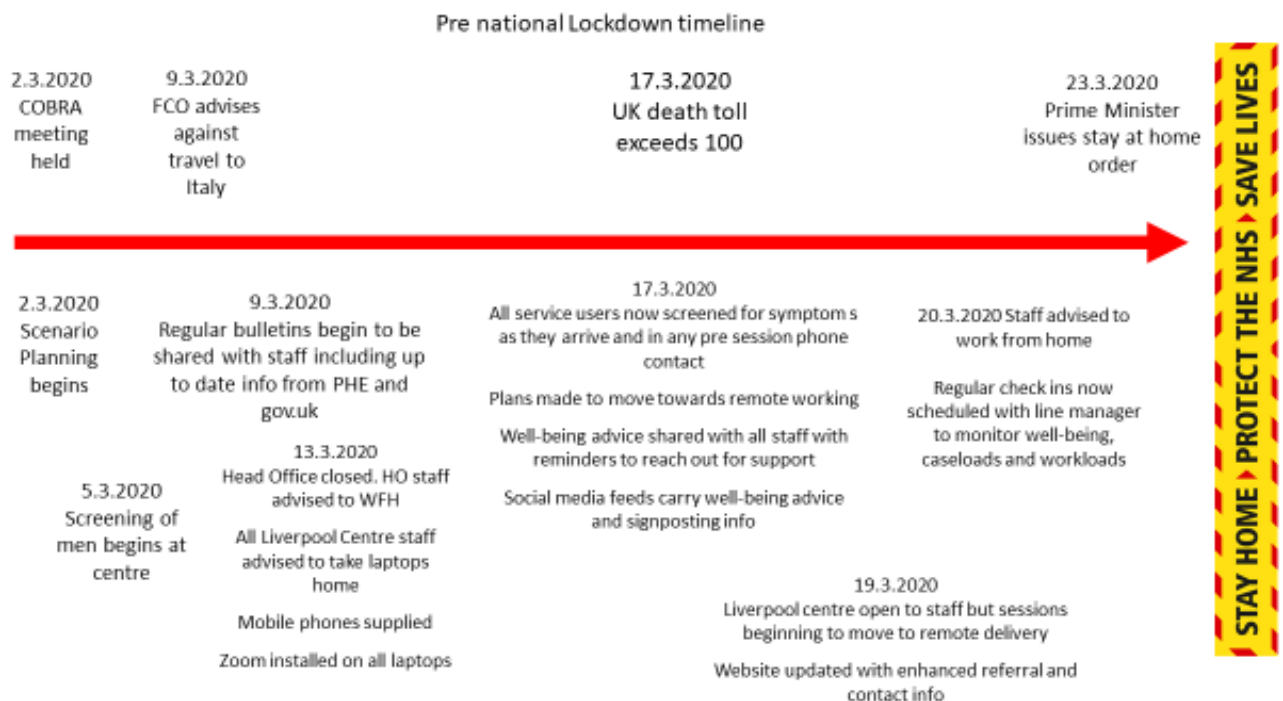 Pre national Lockdown timeline
2.3.2020
COBRA
meeting
held
9.3.2020
FCO advises
against
travel to
Italy
17.3.2020
UK death toll
exceeds 100
23.3.2020
Prime Minister
issues stay at home
order
2.3.2020
Scenario
Planning
begins
5.3.2020
Screening of
men begins at
centre
9.3.2020
Regular bulletins begin to be
shared with staff including up
to date info from PHE and
gov.uk
13.3.2020
Head Office closed. HO staff
advised to WFH
All Liverpool Centre staff
advised to take laptops
home
Mobile phones supplied
Zoom installed on all laptops
17.3.2020
All service users now screened for symptom s
as they arrive and in any pre session phone
contact
Plans made to move towards remote working
Well-being advice shared with all staff with
reminders to reach out for support
Social media feeds carry well-being advice
and signposting info
19.3.2020
Liverpool centre open to staff but sessions
beginning to move to remote delivery
Website updated with enhanced referral and
contact info
20.3.2020 Staff advised to
work from home
Regular check ins now
scheduled with line manager
to monitor well-being,
caseloads and workloads
STAY HOME PROTECT THE NHS SAVE LIVES